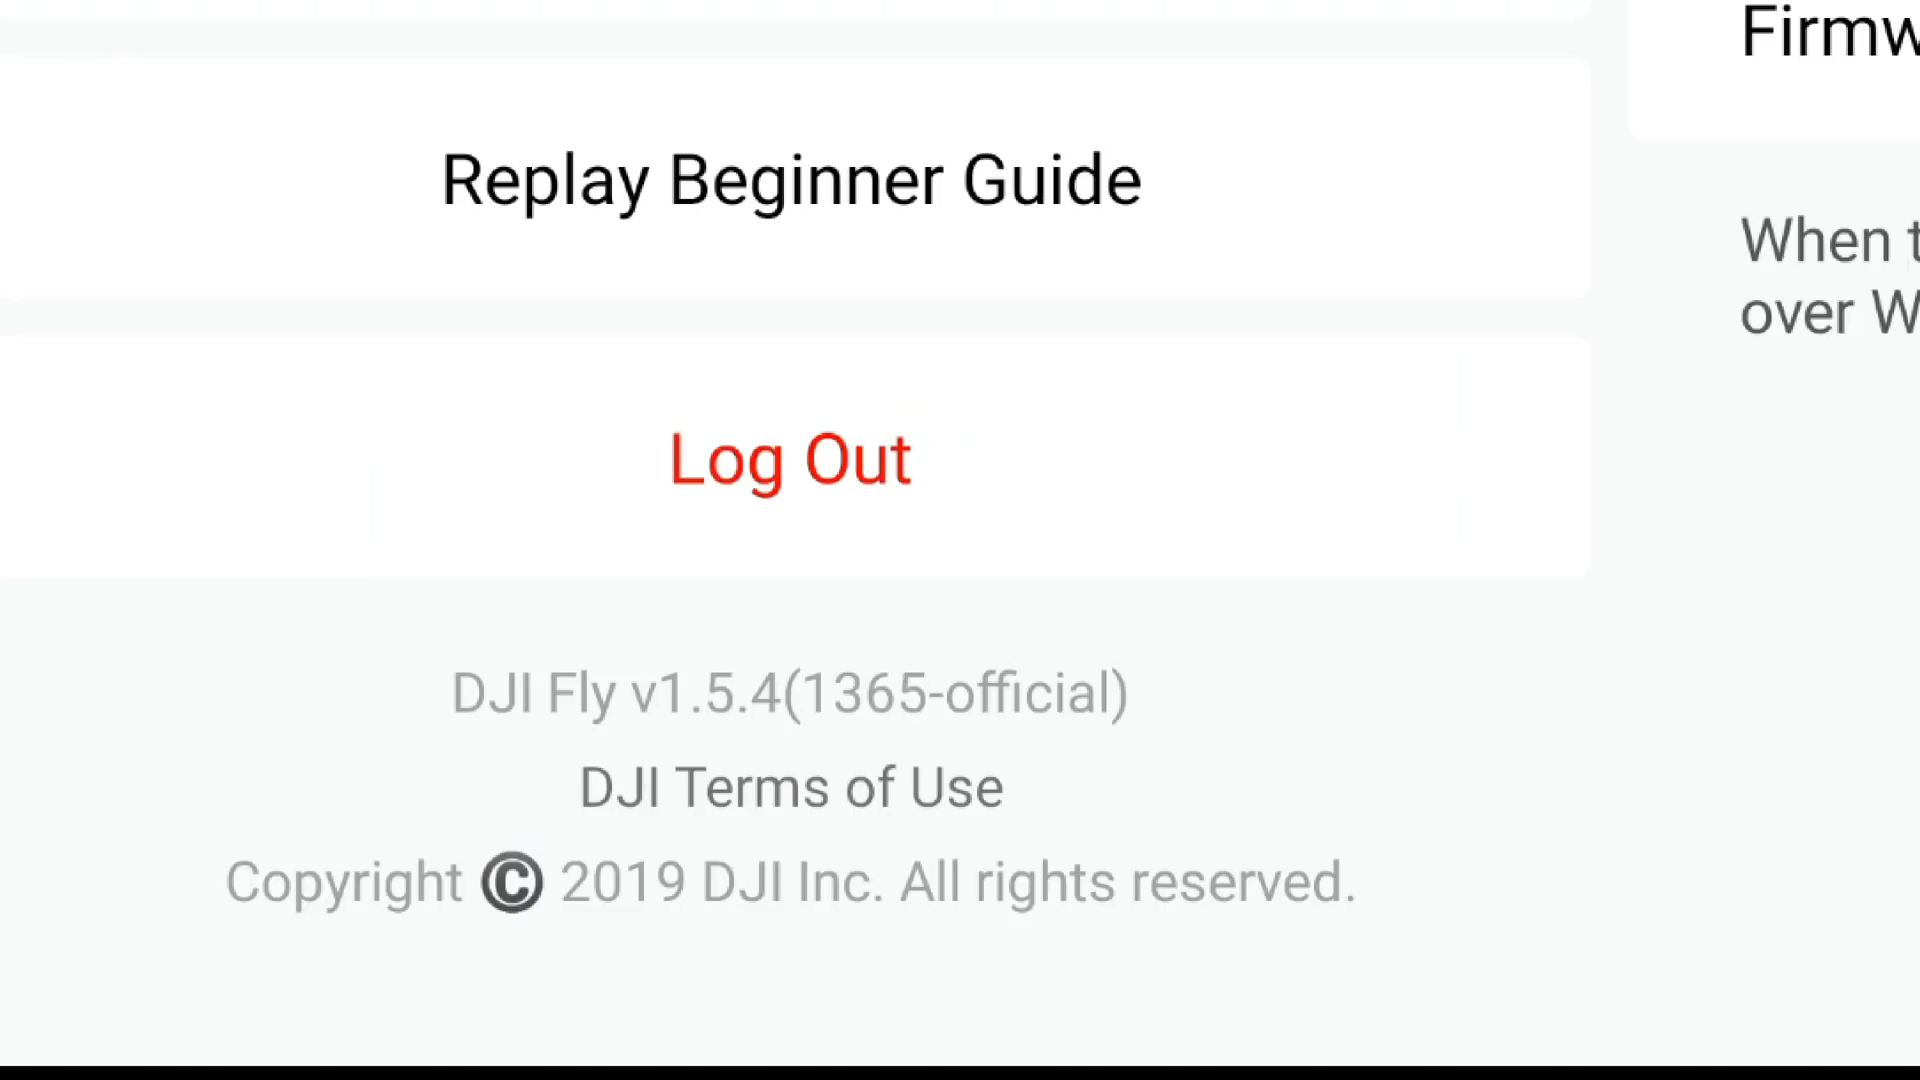 Replay Beginner Guide
Log Out
DJI Fly v1.5.4(1365-official)
DJI Terms of Use
Copyright © 2019 DJI Inc. All rights reserved.
Firmw
When t
over W